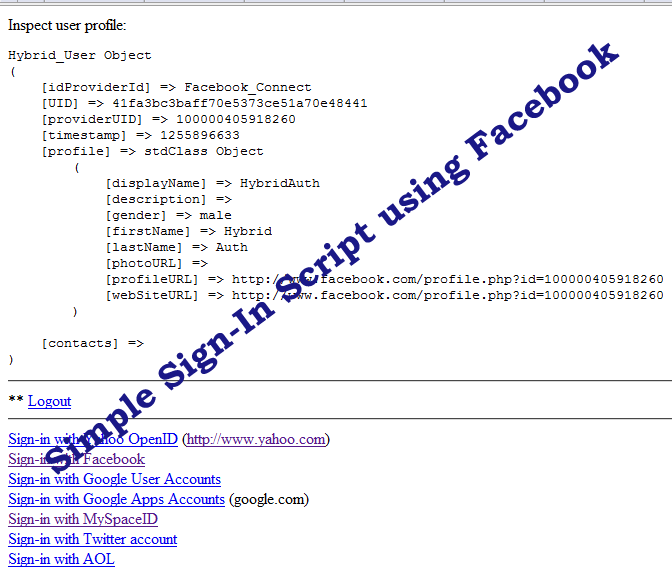 Inspect user profile:
Hybrid_User Object
(
    [idProviderId] => Facebook_Connect
    [UID] => 41fa3bc3baff70e5373ce51a70e48441
    [providerUID] => 100000405918260
    [timestamp] => 1255896633
    [profile] => stdClass Object
        (
            [displayName] => HybridAuth
            [description] =>
            [gender] => male
            [firstName] => Hybrid
            [lastName] => Auth
            [photoURL] =>
            [profileURL] => http://www.facebook.com/profile.php?id=100000405918260
            [webSiteURL] => http://www.facebook.com/profile.php?id=100000405918260
        )
    [contacts] =>
)
** Logout
Sign-in with Yahoo OpenID (http://www.yahoo.com)
Sign-in with Facebook
Sign-in with Google User Accounts
Sign-in with Google Apps Accounts (google.com)
Sign-in with MySpaceID
Sign-in with Twitter account
Sign-in with AOL
Simple Sign-In Script using Facebook